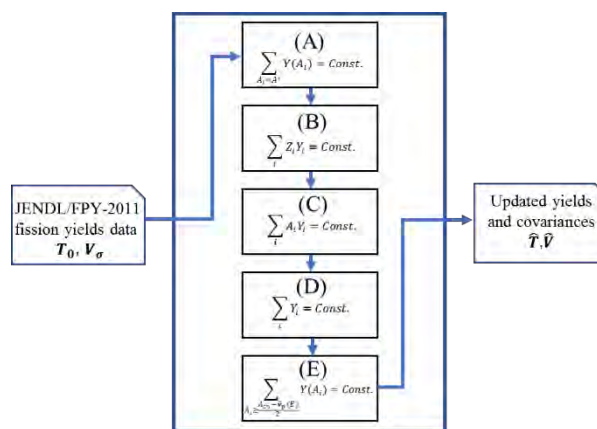 (A)
∑ Y(A_i) = Const.
A_i=A'
(B)
∑ Z_i Y_i = Const.
i
(C)
∑ A_i Y_i = Const.
i
(D)
∑ Y_i = Const.
i
(E)
∑ Y(A_i) = Const.
JENDL/FPY-2011
fission yields data
T_0, V_σ
Updated yields
and covariances
T̂, V̂